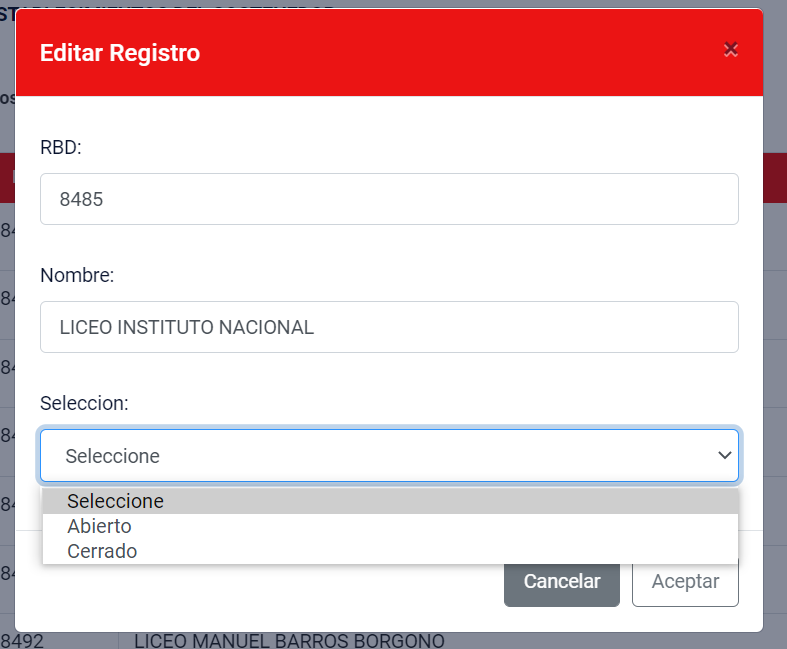 Editar Registro
×
RBD:
8485
Nombre:
LICEO INSTITUTO NACIONAL
Seleccion:
Seleccione
Seleccione
Abierto
Cerrado
Cancelar
Aceptar
8492
LICEO MANUEL BARROS BORGOÑO